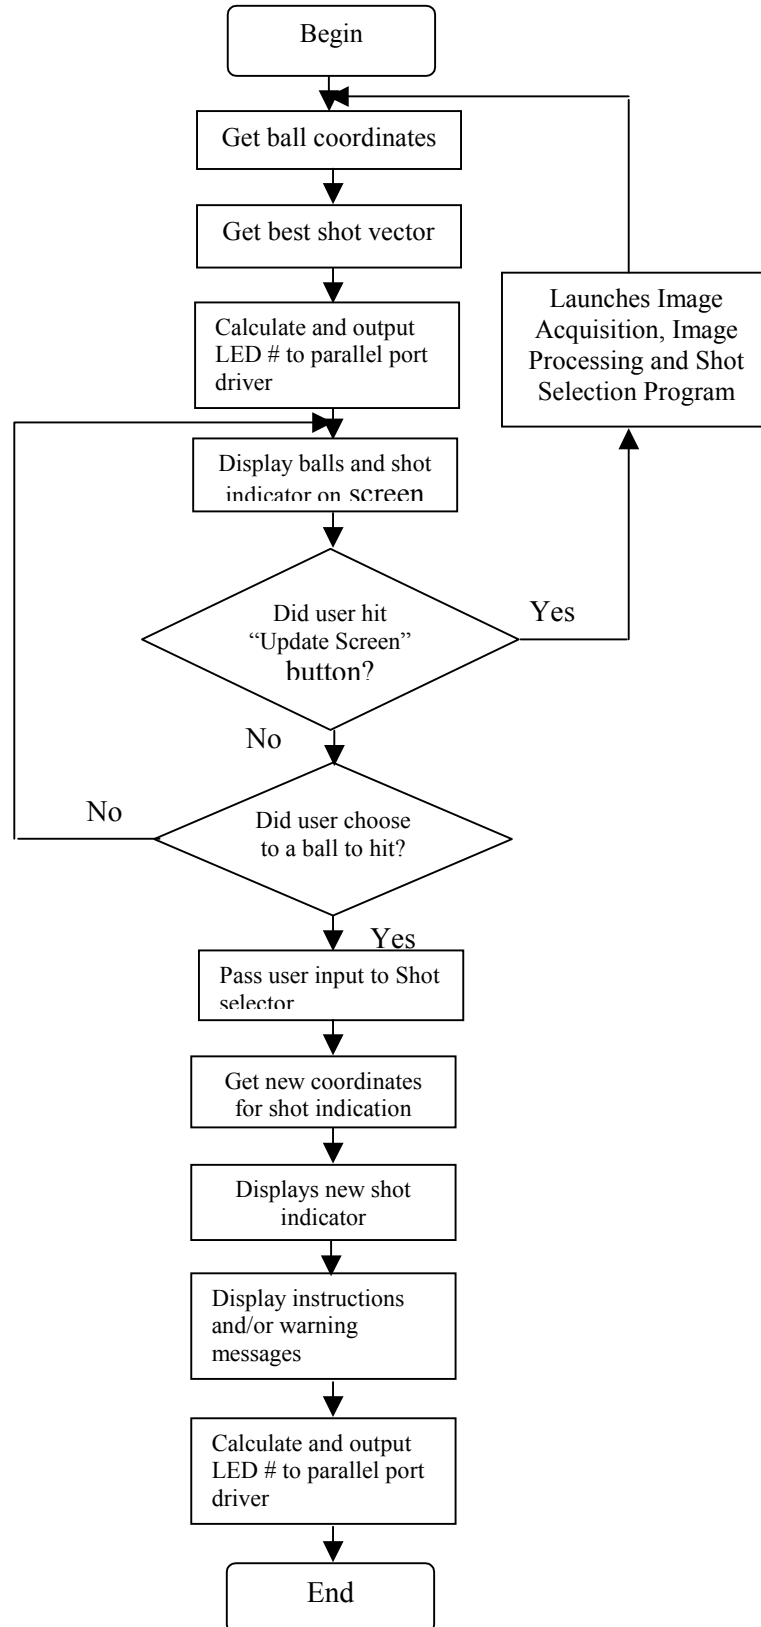 Begin
Get ball coordinates
Get best shot vector
Calculate and output
LED # to parallel port
driver
Launches Image
Acquisition, Image
Processing and Shot
Selection Program
Display balls and shot
indicator on screen
Did user hit
“Update Screen”
button?
Yes
No
Did user choose
to a ball to hit?
No
Yes
Pass user input to Shot
selector
Get new coordinates
for shot indication
Displays new shot
indicator
Display instructions
and/or warning
messages
Calculate and output
LED # to parallel port
driver
End